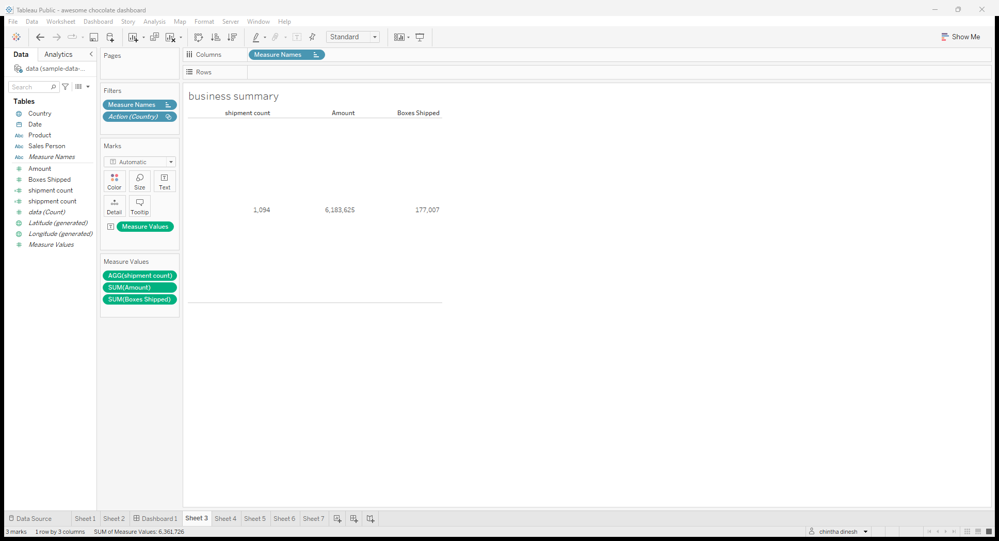 Tableau Public - awesome chocolate dashboard
File Data Worksheet Dashboard Story Analysis Map Format Server Window Help
Standard
Show Me
Data Analytics
data (sample-data-...
Search
Tables
Country
Date
Abc Product
Abc Sales Person
Abc Measure Names
Amount
Boxes Shipped
shipment count
shippment count
data (Count)
Latitude (generated)
Longitude (generated)
Measure Values
Pages
Filters
Measure Names
Action (Country)
Marks
Automatic
Color Size Text
Detail Tooltip
Measure Values
Measure Values
AGG(shipment count)
SUM(Amount)
SUM(Boxes Shipped)
Columns Measure Names
Rows
business summary
shipment count Amount Boxes Shipped
1,094 6,183,625 177,007
Data Source Sheet 1 Sheet 2 Dashboard 1 Sheet 3 Sheet 4 Sheet 5 Sheet 6 Sheet 7
3 marks 1 row by 3 columns SUM of Measure Values: 6,361,726
chintha dinesh